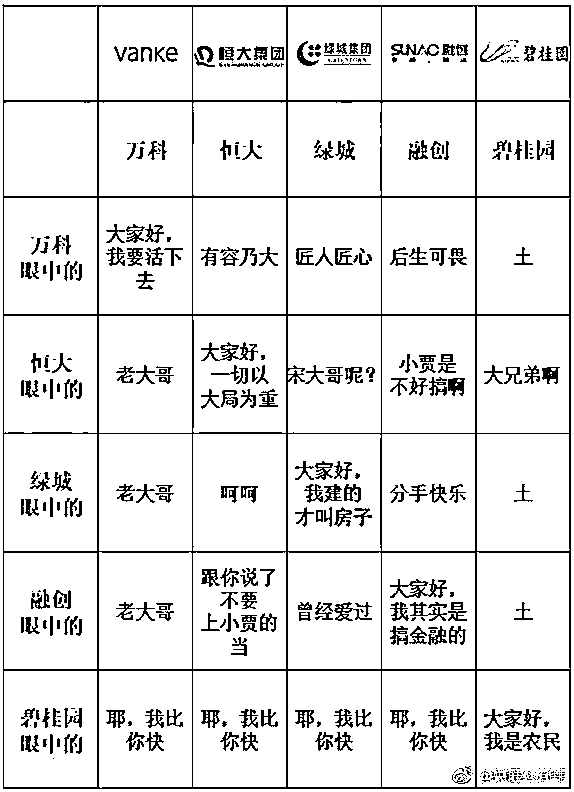 vanKe 恒大集团 绿城集团 SUNAC 融创 碧桂园
万科 恒大 绿城 融创 碧桂园
万科
眼中的
大家好，
我要活下
去
有容乃大
匠人匠心
后生可畏
土
恒大
眼中的
老大哥
大家好，
一切以
大局为重
宋大哥呢？
小贾是
不好搞啊
大兄弟啊
绿城
眼中的
老大哥
呵呵
大家好，
我建的
才叫房子
分手快乐
土
融创
眼中的
老大哥
跟你说了
不要
上小贾的
当
曾经爱过
大家好，
我其实是
搞金融的
土
碧桂园
眼中的
耶，我比
你快
耶，我比
你快
耶，我比
你快
耶，我比
你快
大家好，
我是农民